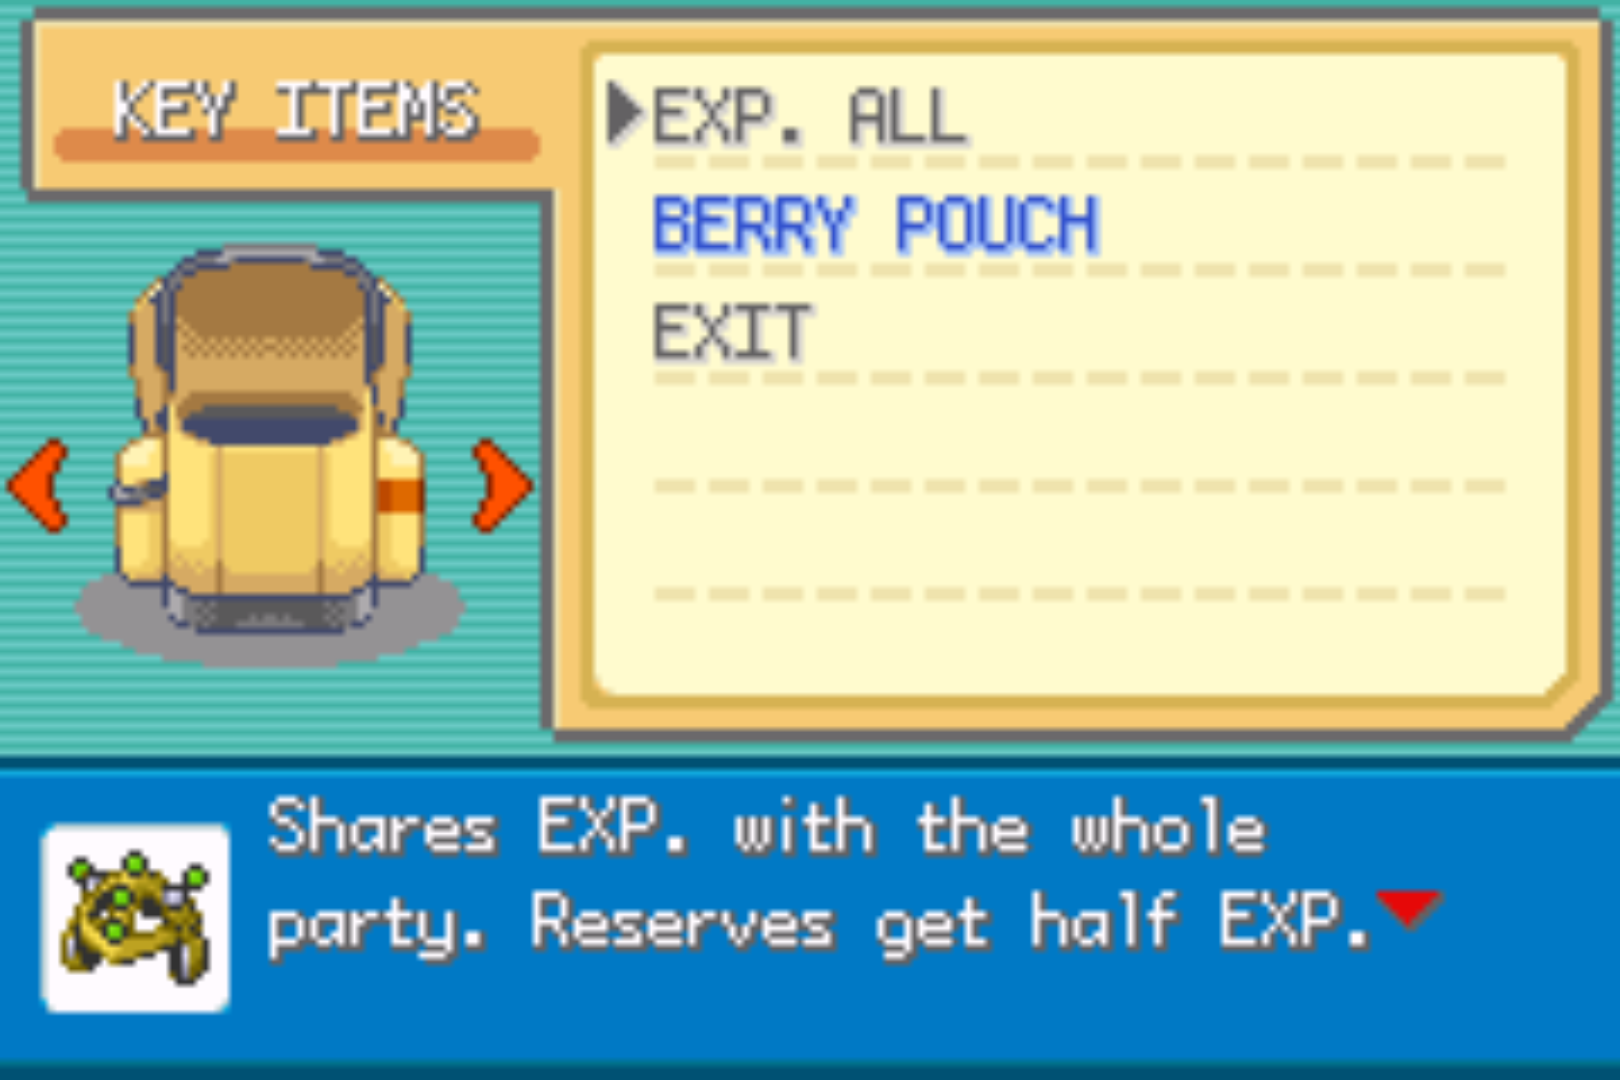 KEY ITEMS
EXP. ALL
BERRY POUCH
EXIT
Shares EXP. with the whole
party. Reserves get half EXP.